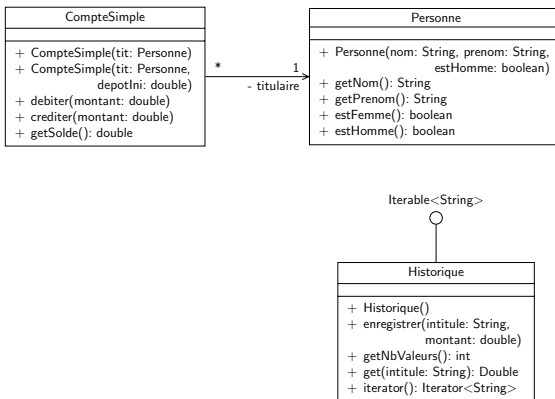 CompteSimple
+ CompteSimple(tit: Personne)
+ CompteSimple(tit: Personne,
depotIni: double)
+ debiter(montant: double)
+ crediter(montant: double)
+ getSolde(): double
* 1
- titulaire
Personne
+ Personne(nom: String, prenom: String,
estHomme: boolean)
+ getNom(): String
+ getPrenom(): String
+ estFemme(): boolean
+ estHomme(): boolean
Iterable<String>
Historique
+ Historique()
+ enregistrer(intitule: String,
montant: double)
+ getNbValeurs(): int
+ get(intitule: String): Double
+ iterator(): Iterator<String>